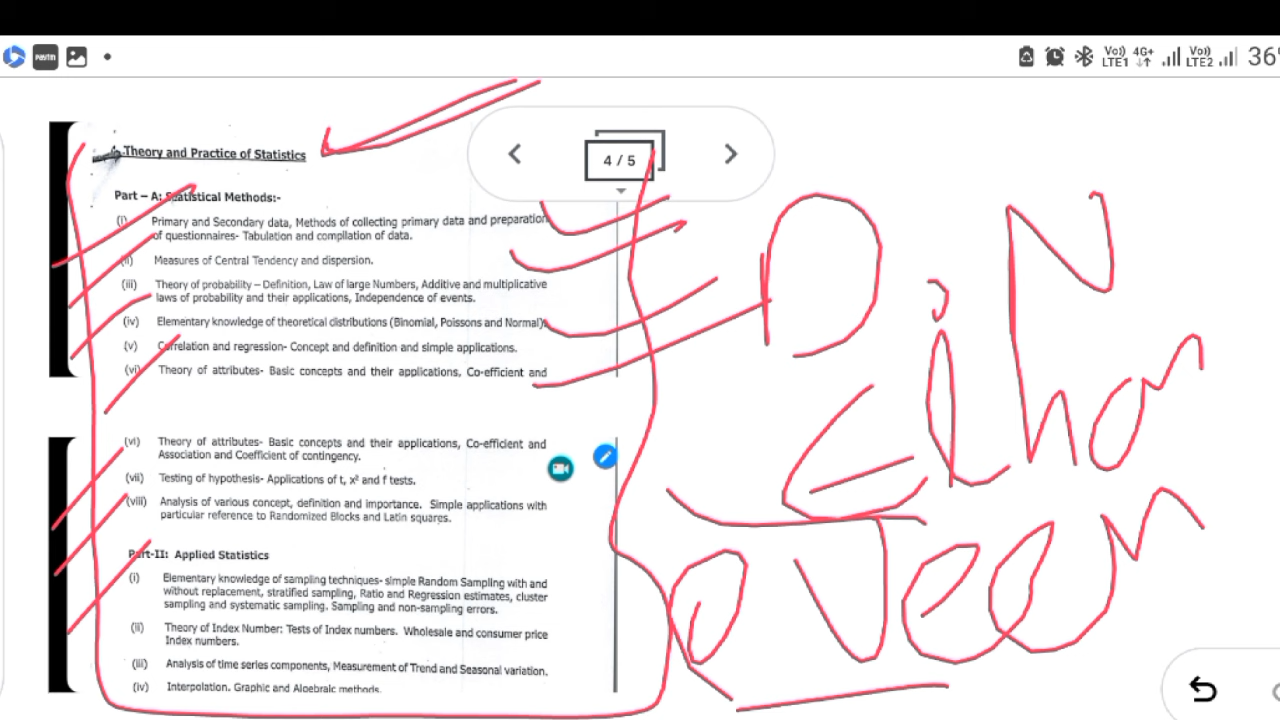 Paytm
Vo)) LTE1 4G+ Vo)) LTE2 36
4 / 5
Theory and Practice of Statistics
Part – A: Statistical Methods:-
(i) Primary and Secondary data, Methods of collecting primary data and preparation
of questionnaires- Tabulation and compilation of data.
(ii) Measures of Central Tendency and dispersion.
(iii) Theory of probability – Definition, Law of large Numbers, Additive and multiplicative
laws of probability and their applications, Independence of events.
(iv) Elementary knowledge of theoretical distributions (Binomial, Poissons and Normal).
(v) Correlation and regression- Concept and definition and simple applications.
(vi) Theory of attributes- Basic concepts and their applications, Co-efficient and
(vi) Theory of attributes- Basic concepts and their applications, Co-efficient and
Association and Coefficient of contingency.
(vii) Testing of hypothesis- Applications of t, x² and f tests.
(viii) Analysis of various concept, definition and importance. Simple applications with
particular reference to Randomized Blocks and Latin squares.
Part-II: Applied Statistics
(i) Elementary knowledge of sampling techniques- simple Random Sampling with and
without replacement, stratified sampling, Ratio and Regression estimates, cluster
sampling and systematic sampling. Sampling and non-sampling errors.
(ii) Theory of Index Number: Tests of Index numbers. Wholesale and consumer price
Index numbers.
(iii) Analysis of time series components, Measurement of Trend and Seasonal variation.
(iv) Interpolation. Graphic and Algebraic methods.